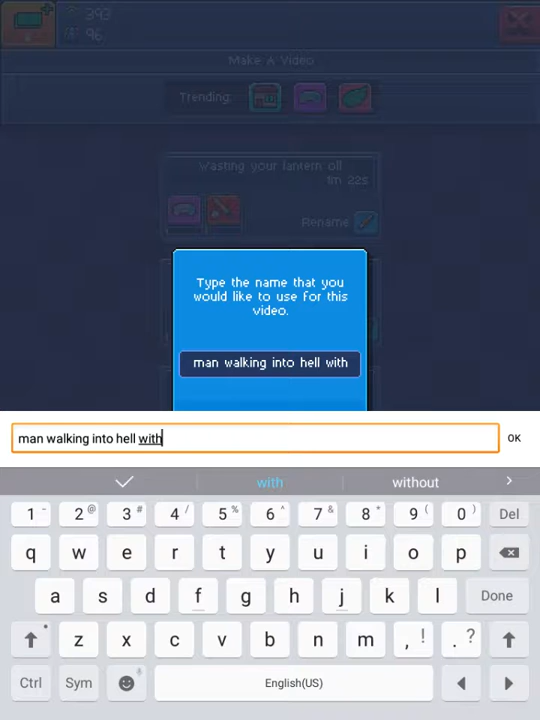 393
96
Make A Video
Trending:
Wasting your lantern oil
1m 22s
Rename
Type the name that you
would like to use for this
video.
man walking into hell with
man walking into hell with
OK
with without >
1 - 2 @ 3 # 4 / 5 % 6 ^ 7 & 8 * 9 ( 0 ) Del
q w e r t y u i o p
a s d f g h j k l Done
z x c v b n m , ! . ?
Ctrl Sym English(US)